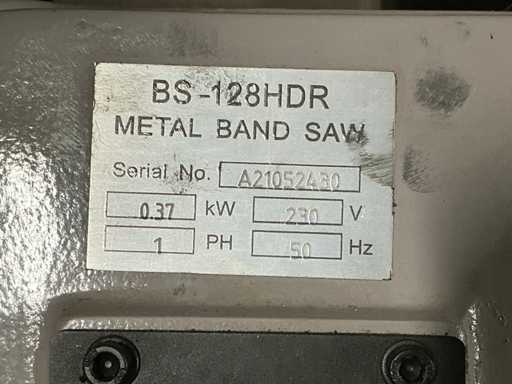 BS-128HDR
METAL BAND SAW
Serial No. A21052430
0.37 kW 230 V
1 PH 50 Hz